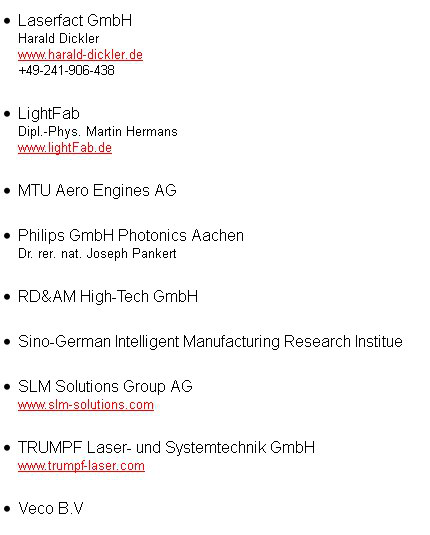 Laserfact GmbH
Harald Dickler
www.harald-dickler.de
+49-241-906-438
LightFab
Dipl.-Phys. Martin Hermans
www.lightFab.de
MTU Aero Engines AG
Philips GmbH Photonics Aachen
Dr. rer. nat. Joseph Pankert
RD&AM High-Tech GmbH
Sino-German Intelligent Manufacturing Research Institue
SLM Solutions Group AG
www.slm-solutions.com
TRUMPF Laser- und Systemtechnik GmbH
www.trumpf-laser.com
Veco B.V